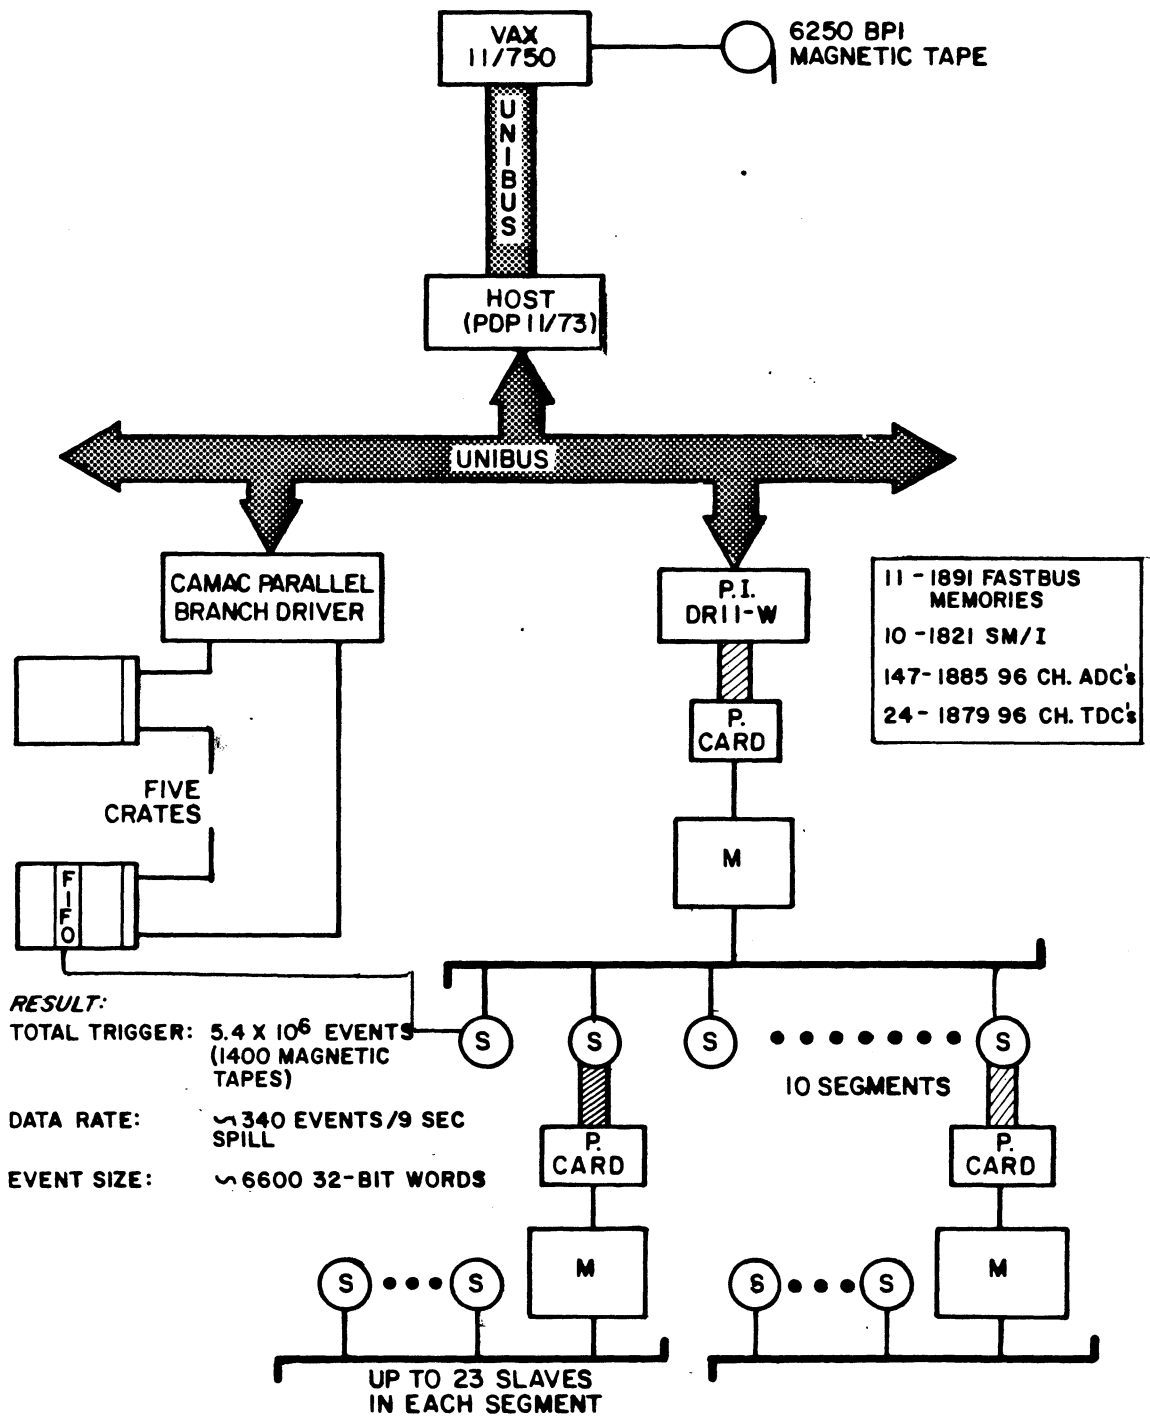 VAX
11/750
6250 BPI
MAGNETIC TAPE
UNIBUS
HOST
(PDP 11/73)
UNIBUS
CAMAC PARALLEL
BRANCH DRIVER
P.I.
DR11-W
11 - 1891 FASTBUS
MEMORIES
10 - 1821 SM/I
147 - 1885 96 CH. ADC's
24 - 1879 96 CH. TDC's
P.
CARD
FIVE
CRATES
M
FIFO
RESULT:
TOTAL TRIGGER: 5.4 X 10⁶ EVENTS
(1400 MAGNETIC
TAPES)
S S S S
10 SEGMENTS
DATA RATE: ~340 EVENTS/9 SEC
SPILL
P.
CARD
P.
CARD
EVENT SIZE: ~6600 32-BIT WORDS
S S M S S M
UP TO 23 SLAVES
IN EACH SEGMENT